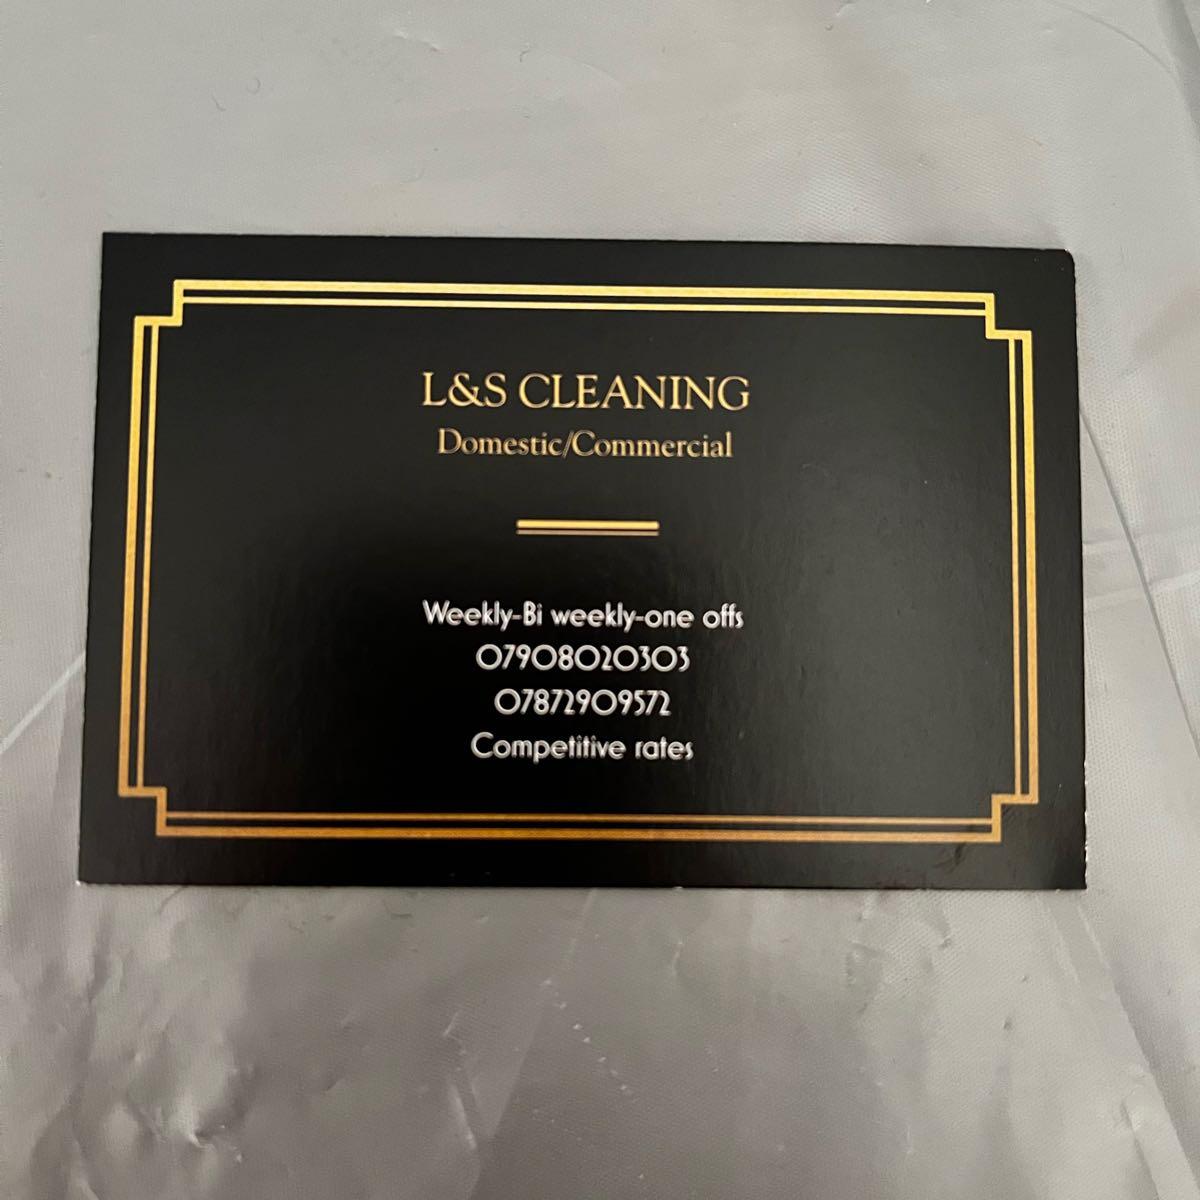 L&S CLEANING
Domestic/Commercial
Weekly-Bi weekly-one offs
07908020303
07872909572
Competitive rates